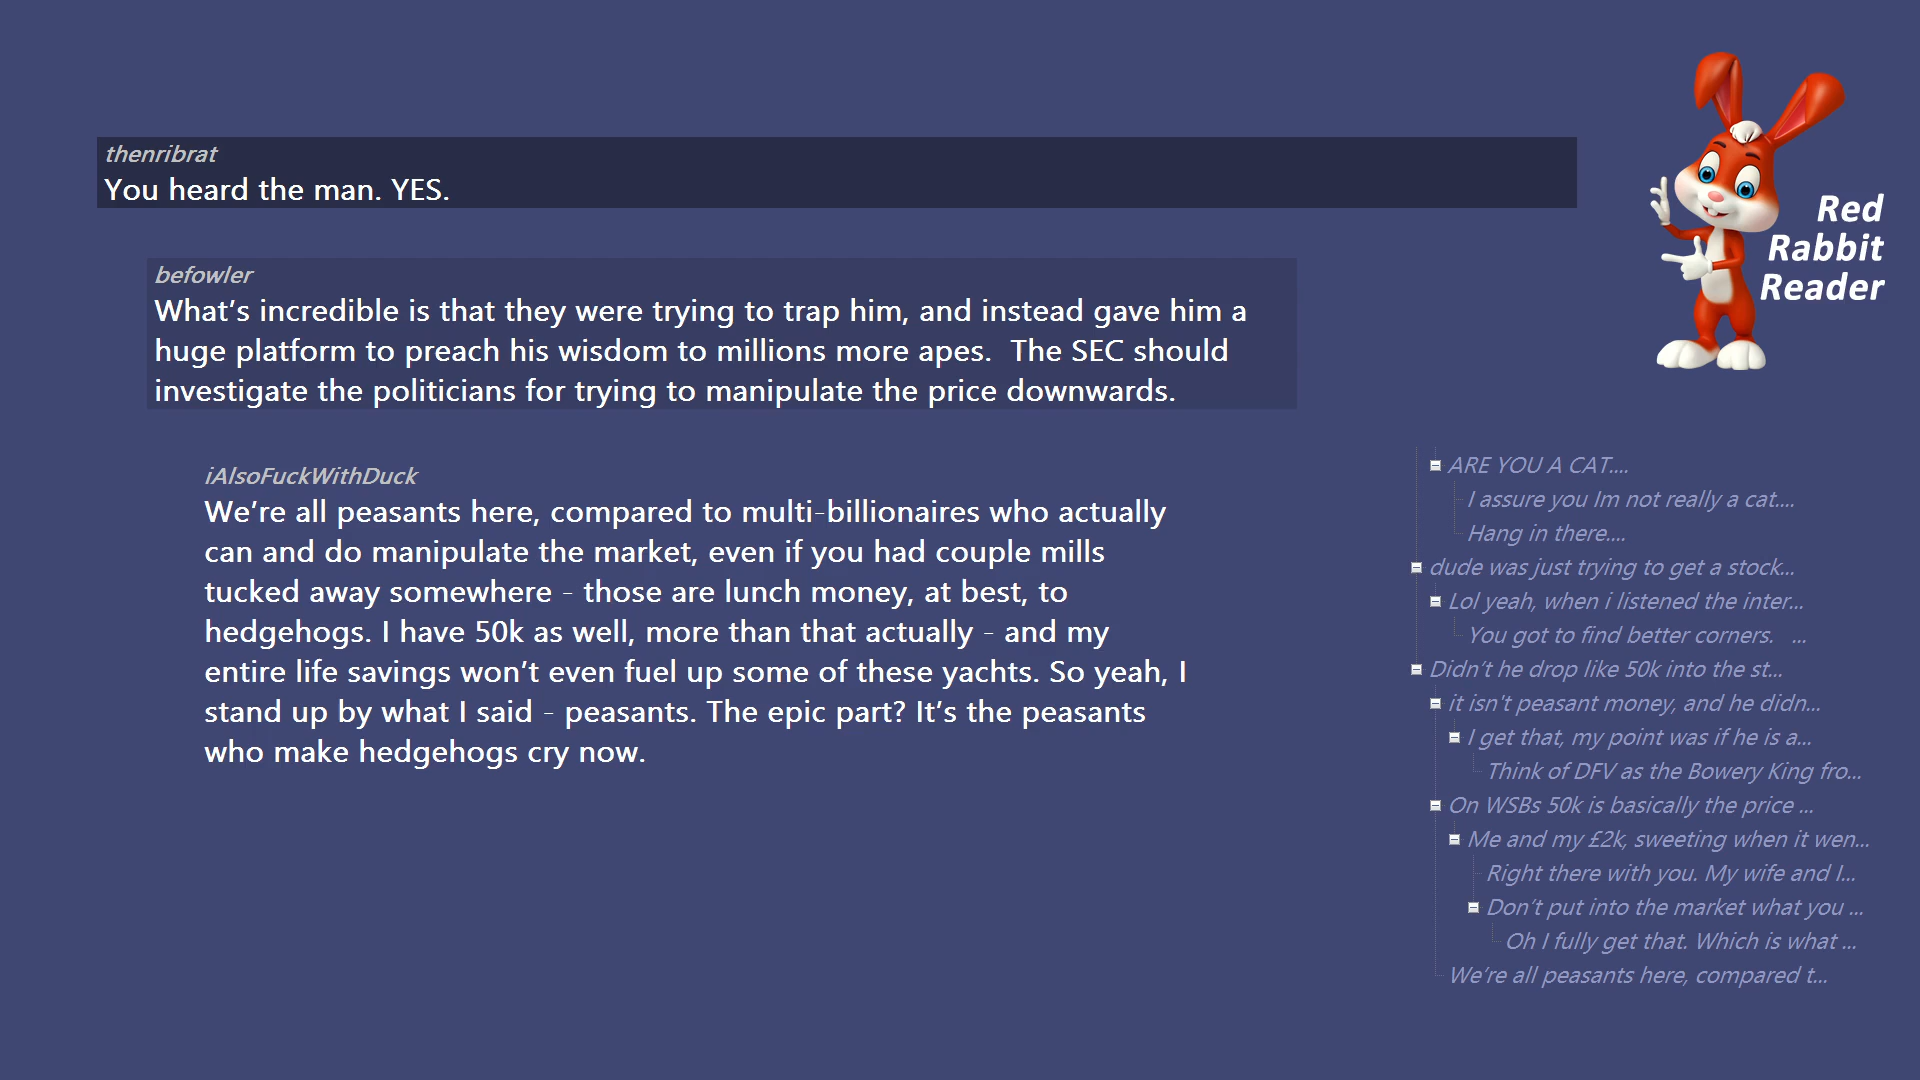 thenribrat
You heard the man. YES.
befowler
What’s incredible is that they were trying to trap him, and instead gave him a
huge platform to preach his wisdom to millions more apes.  The SEC should
investigate the politicians for trying to manipulate the price downwards.
iAlsoFuckWithDuck
We’re all peasants here, compared to multi-billionaires who actually
can and do manipulate the market, even if you had couple mills
tucked away somewhere - those are lunch money, at best, to
hedgehogs. I have 50k as well, more than that actually - and my
entire life savings won’t even fuel up some of these yachts. So yeah, I
stand up by what I said - peasants. The epic part? It’s the peasants
who make hedgehogs cry now.
Red
Rabbit
Reader
ARE YOU A CAT....
I assure you Im not really a cat....
Hang in there....
dude was just trying to get a stock...
Lol yeah, when i listened the inter...
You got to find better corners.   ...
Didn’t he drop like 50k into the st...
it isn't peasant money, and he didn...
I get that, my point was if he is a...
Think of DFV as the Bowery King fro...
On WSBs 50k is basically the price ...
Me and my £2k, sweeting when it wen...
Right there with you. My wife and I...
Don’t put into the market what you ...
Oh I fully get that. Which is what ...
We’re all peasants here, compared t...